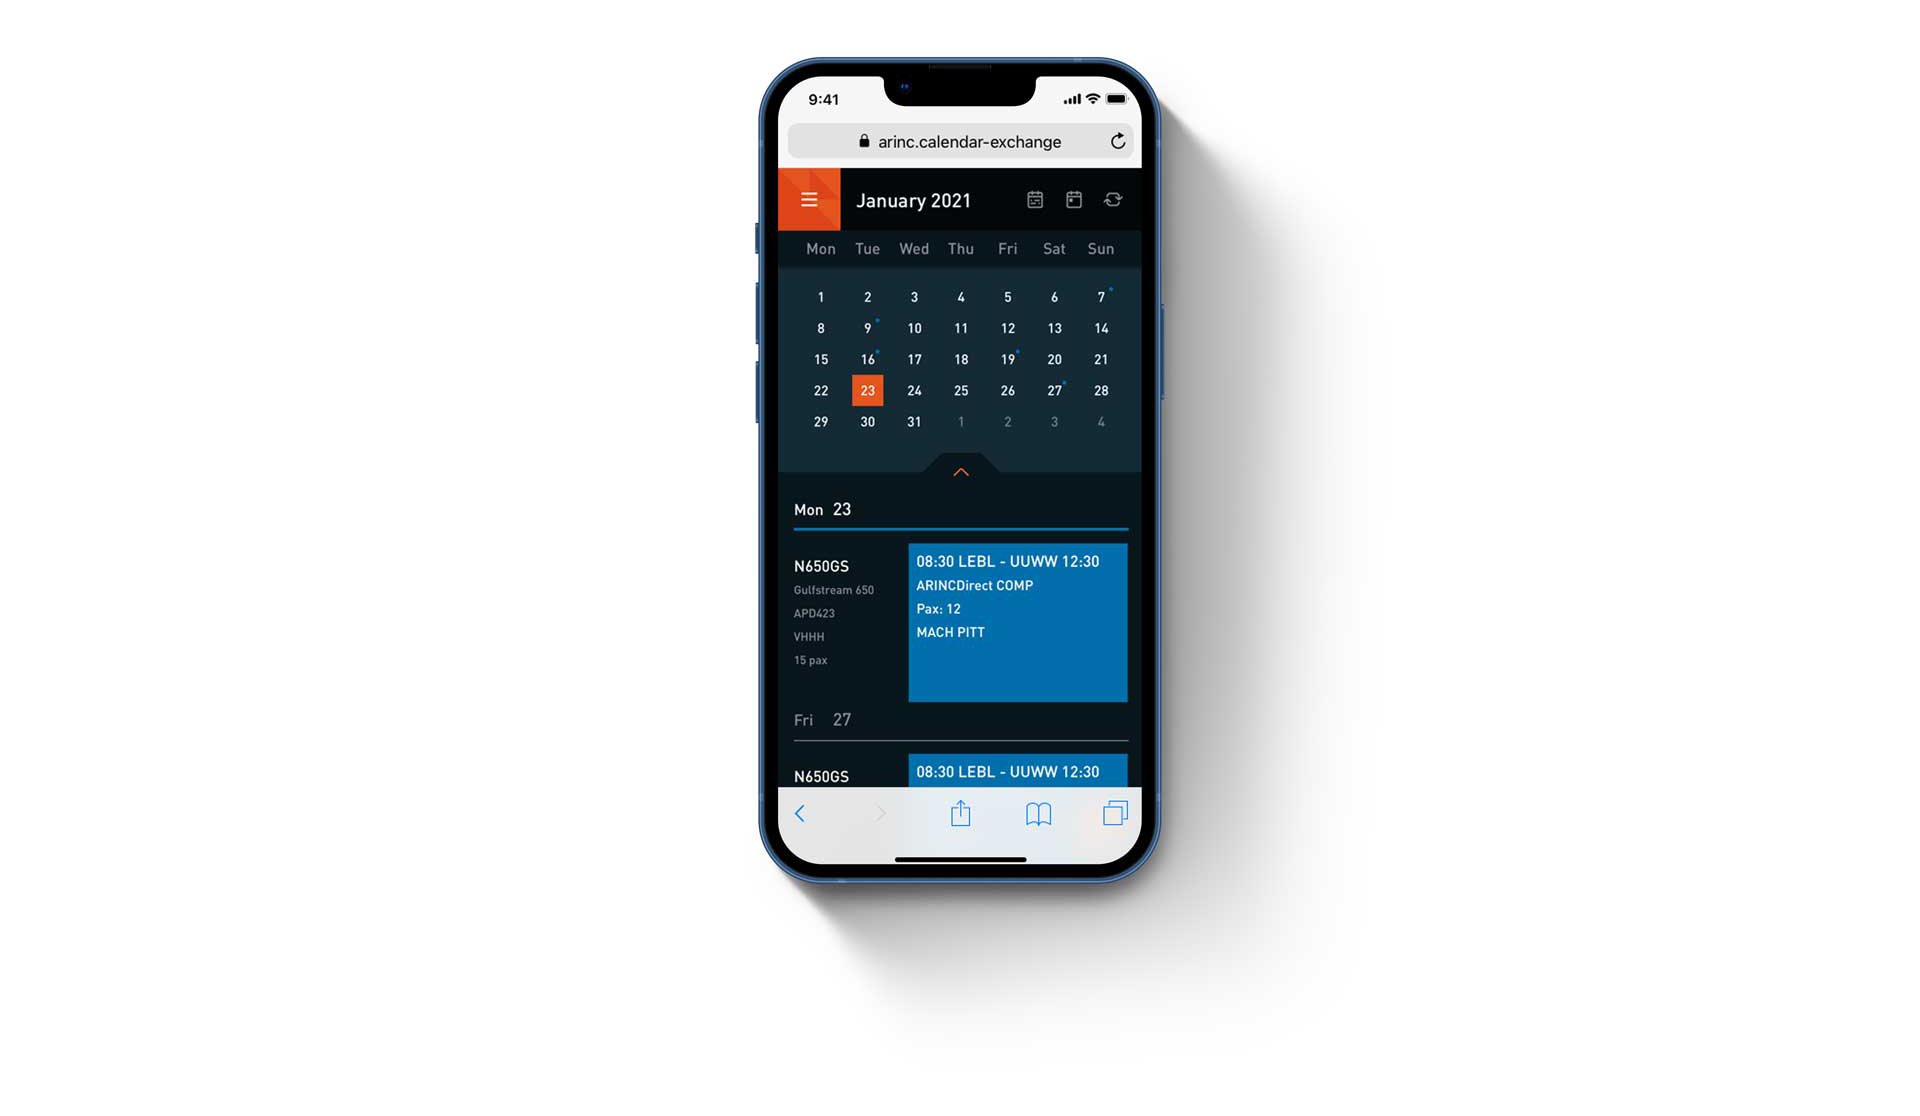 9:41
arinc.calendar-exchange
January 2021
Mon Tue Wed Thu Fri Sat Sun
1 2 3 4 5 6 7
8 9 10 11 12 13 14
15 16 17 18 19 20 21
22 23 24 25 26 27 28
29 30 31 1 2 3 4
Mon 23
N650GS
Gulfstream 650
APD423
VHHH
15 pax
08:30 LEBL - UUWW 12:30
ARINCDirect COMP
Pax: 12
MACH PITT
Fri 27
N650GS
08:30 LEBL - UUWW 12:30